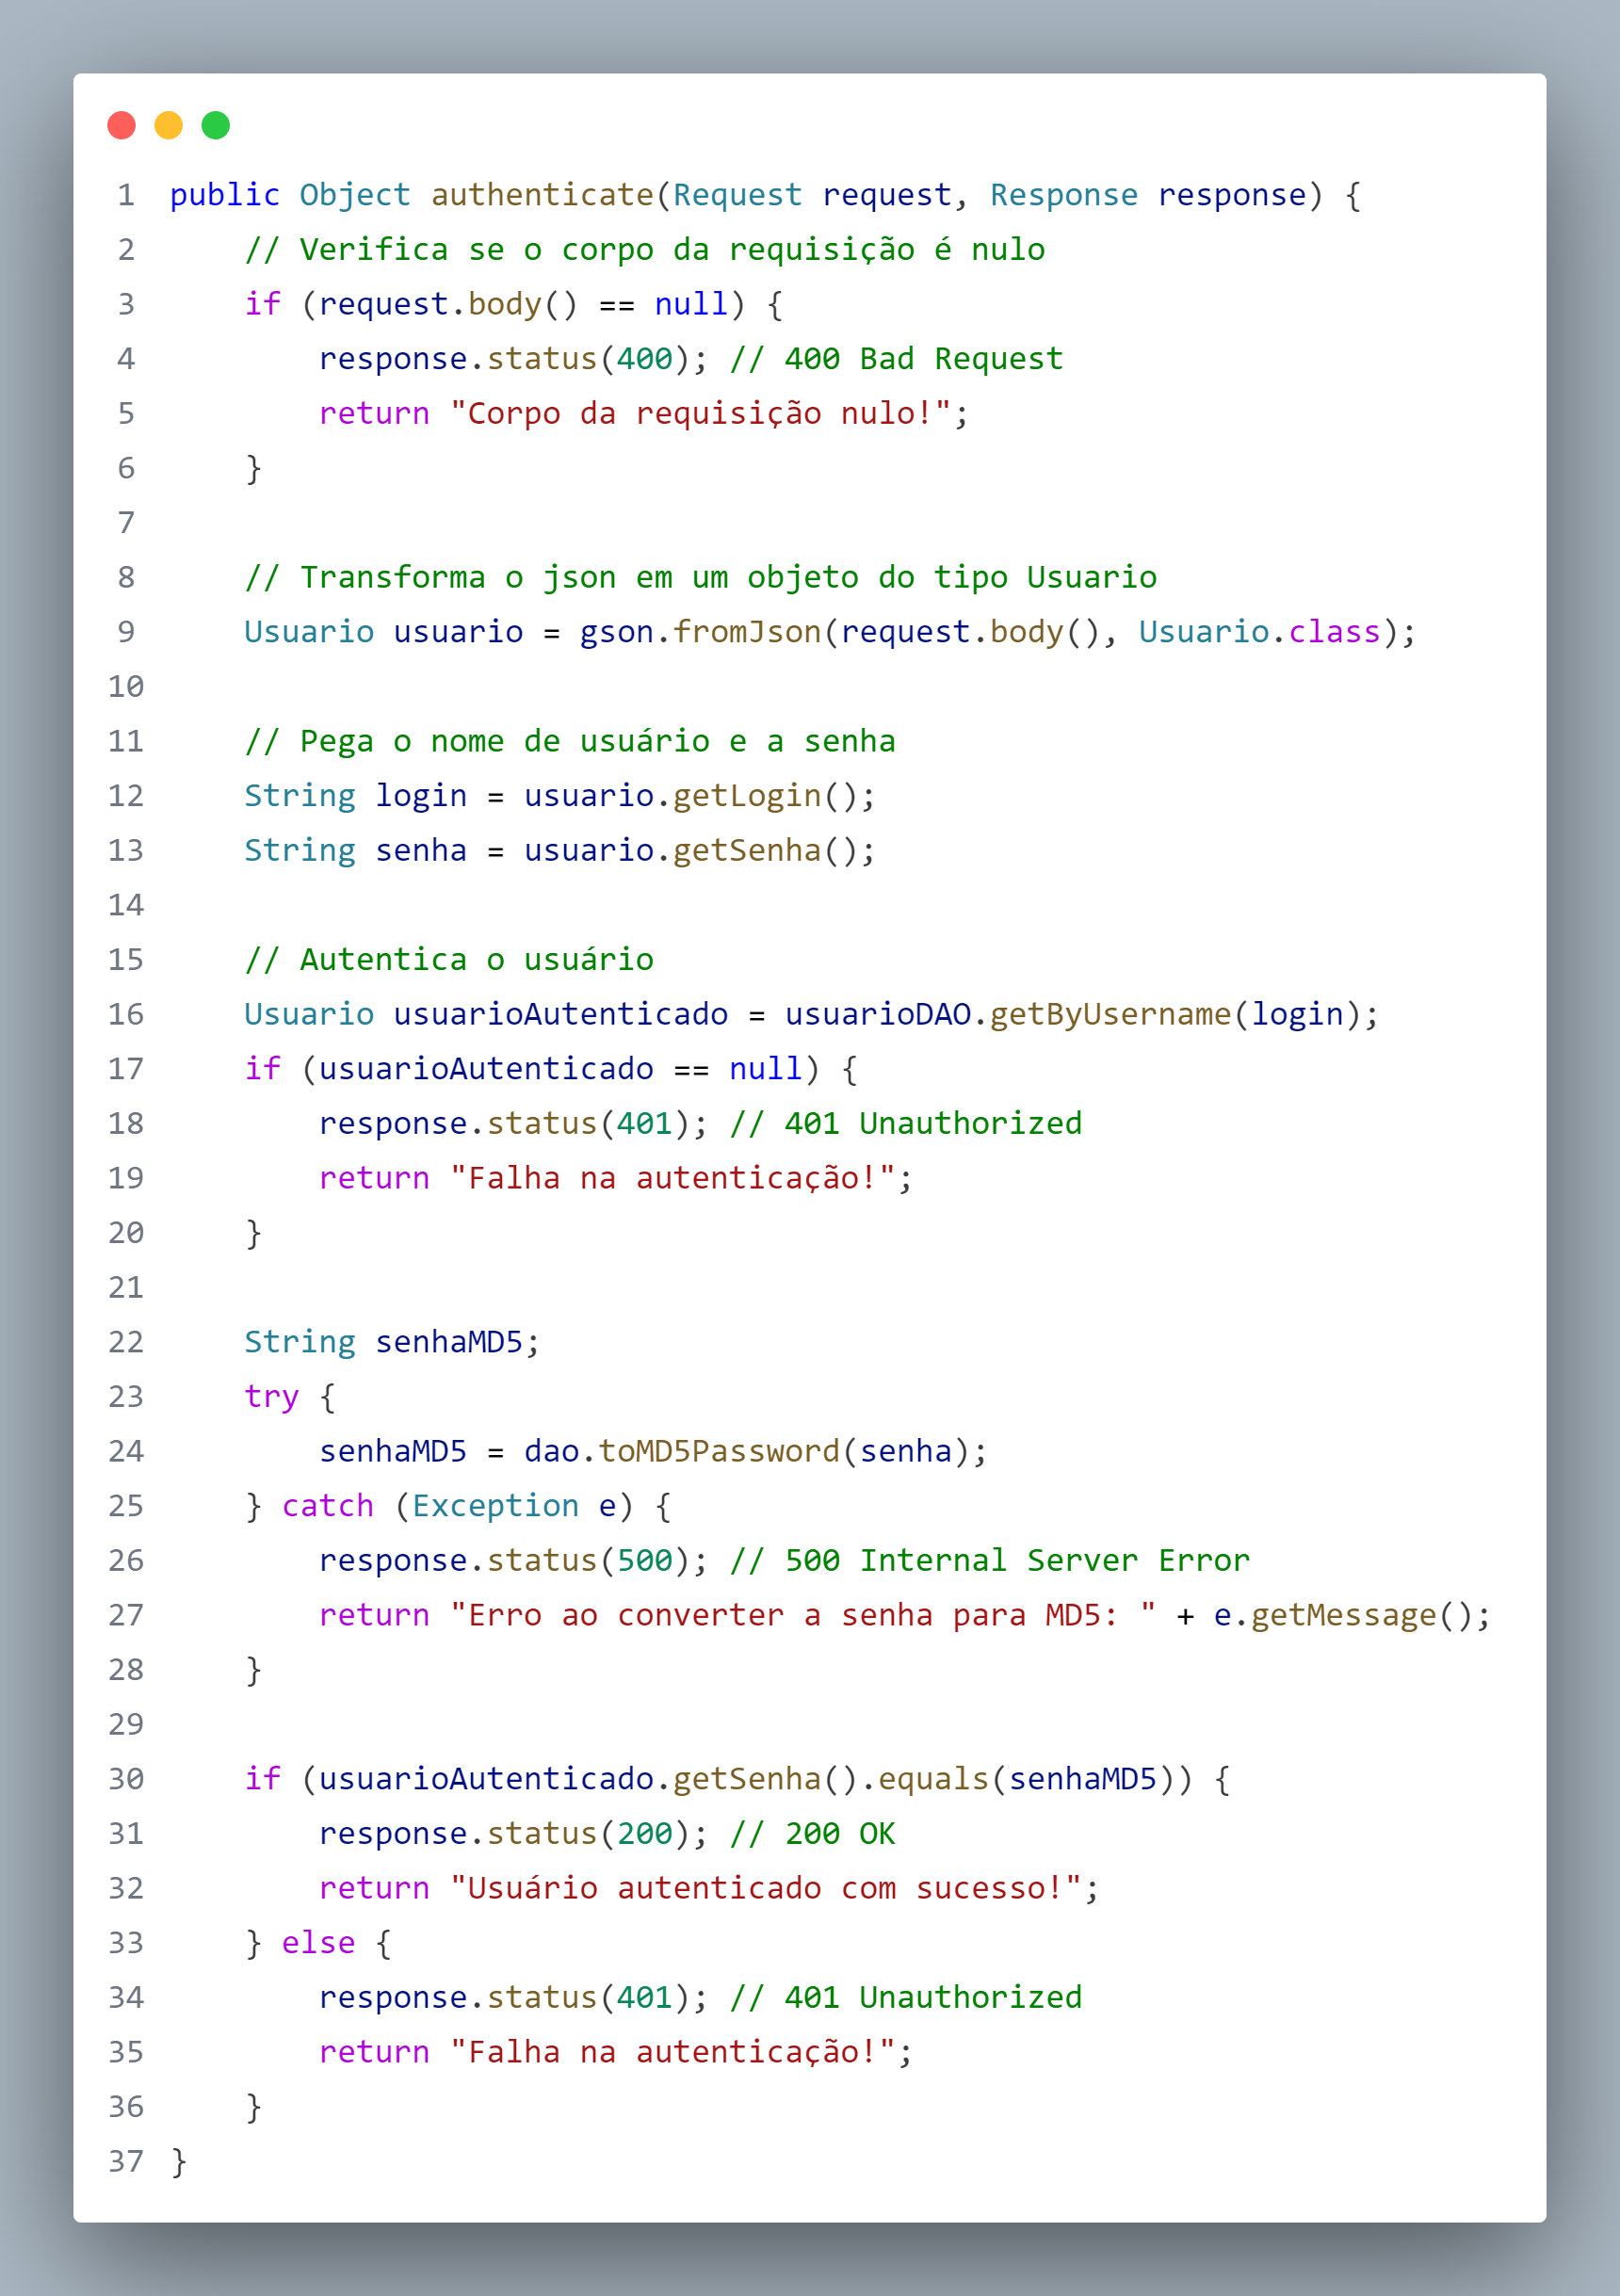 1 public Object authenticate(Request request, Response response) {
2     // Verifica se o corpo da requisição é nulo
3     if (request.body() == null) {
4         response.status(400); // 400 Bad Request
5         return "Corpo da requisição nulo!";
6     }
7
8     // Transforma o json em um objeto do tipo Usuario
9     Usuario usuario = gson.fromJson(request.body(), Usuario.class);
10
11     // Pega o nome de usuário e a senha
12     String login = usuario.getLogin();
13     String senha = usuario.getSenha();
14
15     // Autentica o usuário
16     Usuario usuarioAutenticado = usuarioDAO.getByUsername(login);
17     if (usuarioAutenticado == null) {
18         response.status(401); // 401 Unauthorized
19         return "Falha na autenticação!";
20     }
21
22     String senhaMD5;
23     try {
24         senhaMD5 = dao.toMD5Password(senha);
25     } catch (Exception e) {
26         response.status(500); // 500 Internal Server Error
27         return "Erro ao converter a senha para MD5: " + e.getMessage();
28     }
29
30     if (usuarioAutenticado.getSenha().equals(senhaMD5)) {
31         response.status(200); // 200 OK
32         return "Usuário autenticado com sucesso!";
33     } else {
34         response.status(401); // 401 Unauthorized
35         return "Falha na autenticação!";
36     }
37 }